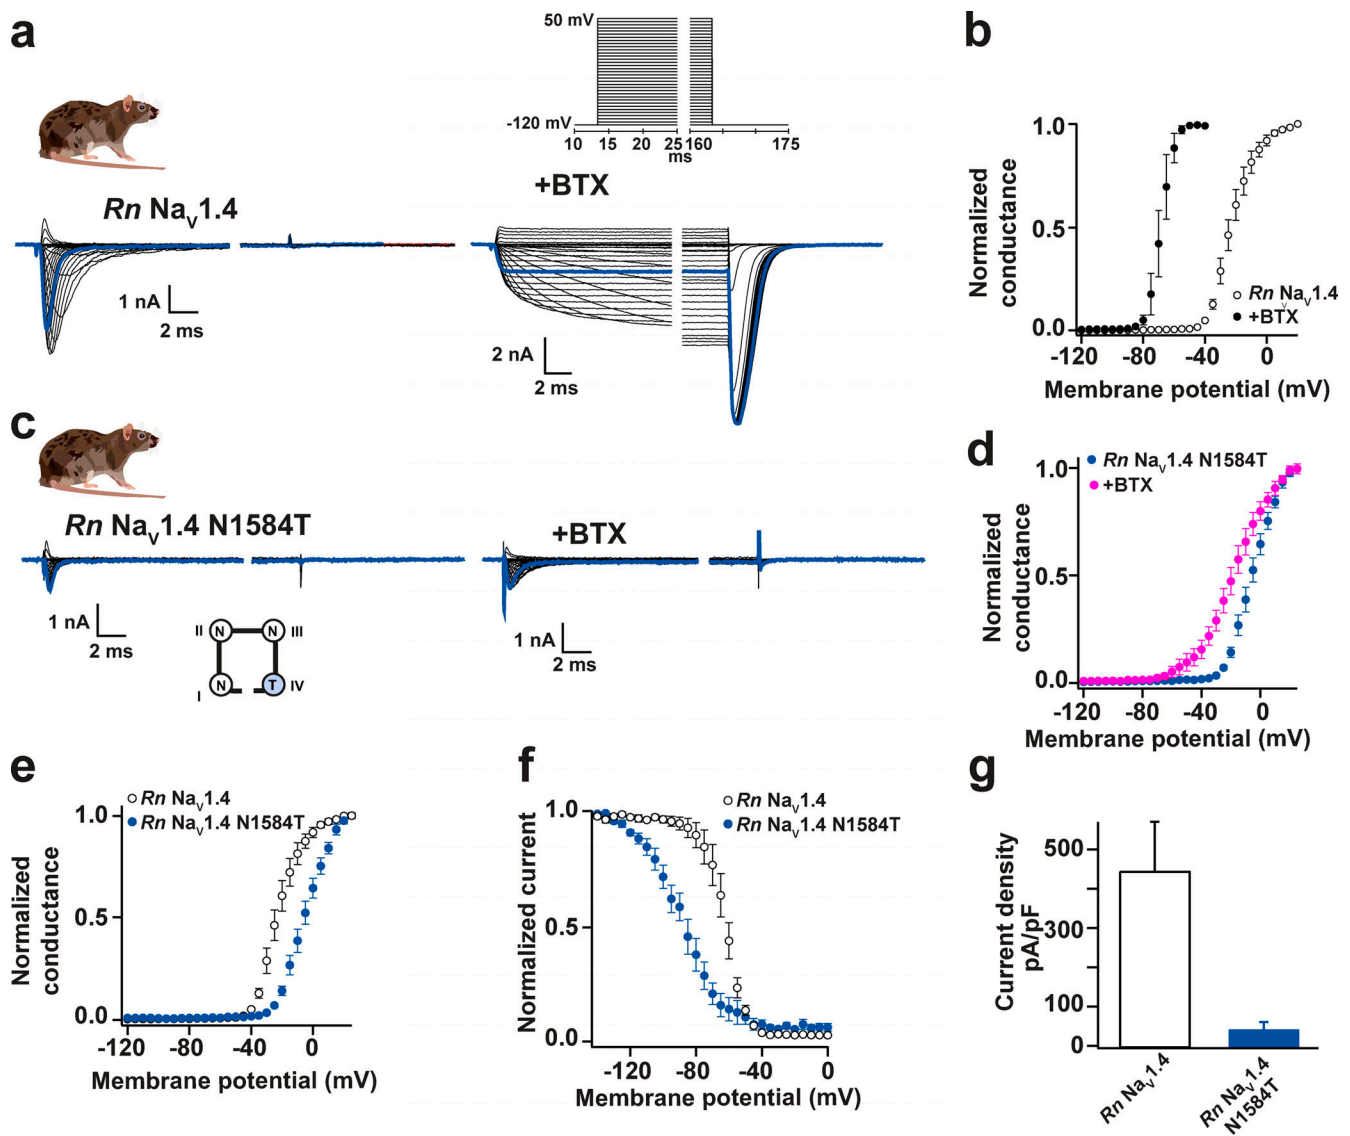 a
50 mV
-120 mV
10 15 20 25 160 175
ms
Rn NaV1.4
+BTX
1 nA
2 ms
2 nA
2 ms
b
Normalized
conductance
1.0
0.5
0.0
Rn NaV1.4
+BTX
-120 -80 -40 0
Membrane potential (mV)
c
Rn NaV1.4 N1584T
+BTX
1 nA
2 ms
1 nA
2 ms
II N N III
I N T IV
d
Rn NaV1.4 N1584T
+BTX
Normalized
conductance
1.0
0.5
0.0
-120 -80 -40 0
Membrane potential (mV)
e
Rn NaV1.4
Rn NaV1.4 N1584T
Normalized
conductance
1.0
0.5
0.0
-120 -80 -40 0
Membrane potential (mV)
f
Rn NaV1.4
Rn NaV1.4 N1584T
Normalized current
1.0
0.5
0.0
-120 -80 -40 0
Membrane potential (mV)
g
Current density
pA/pF
500
300
100
0
Rn NaV1.4
Rn NaV1.4
N1584T